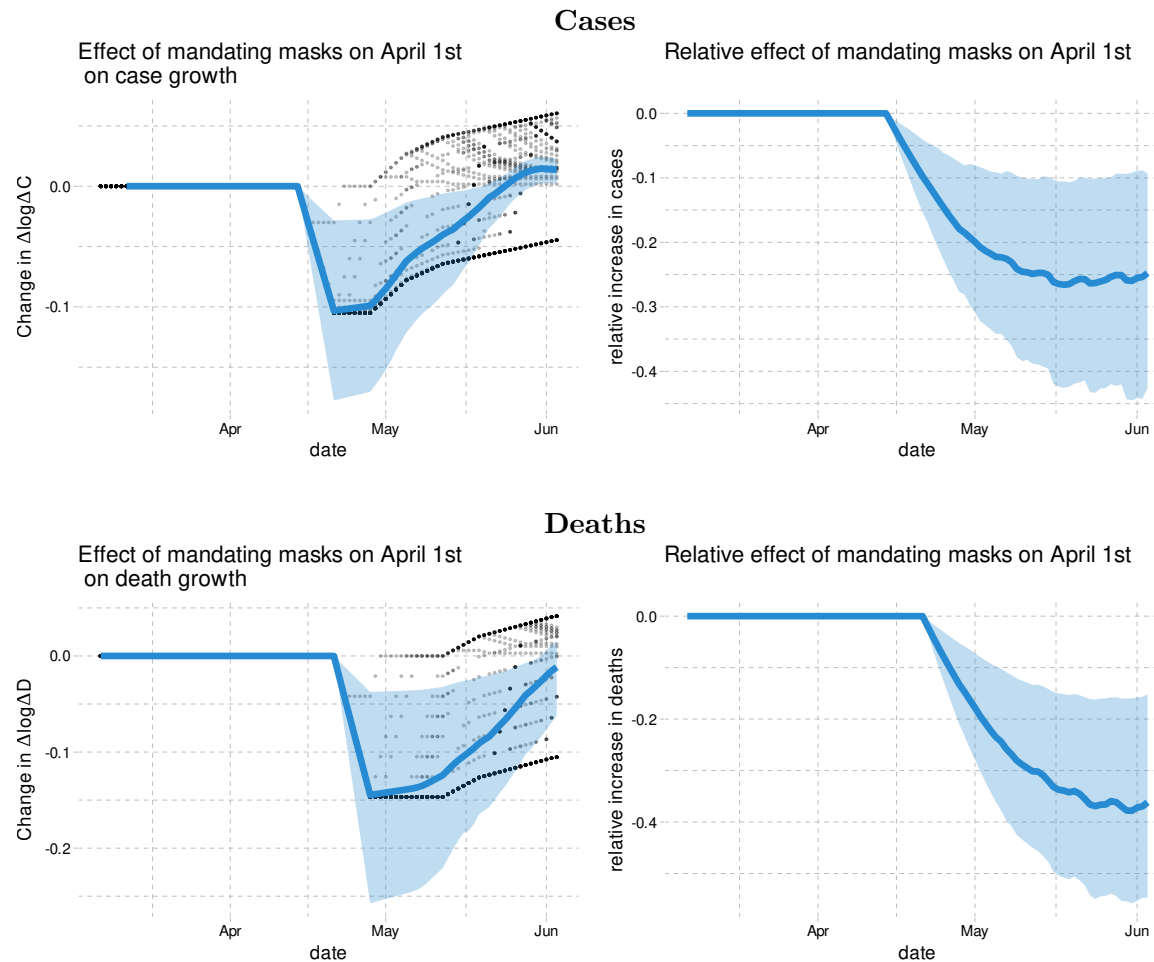 Cases
Effect of mandating masks on April 1st
on case growth
Change in ΔlogΔC
0.0
-0.1
Apr
May
Jun
date
Relative effect of mandating masks on April 1st
relative increase in cases
0.0
-0.1
-0.2
-0.3
-0.4
Apr
May
Jun
date
Deaths
Effect of mandating masks on April 1st
on death growth
Change in ΔlogΔD
0.0
-0.1
-0.2
Apr
May
Jun
date
Relative effect of mandating masks on April 1st
relative increase in deaths
0.0
-0.2
-0.4
Apr
May
Jun
date